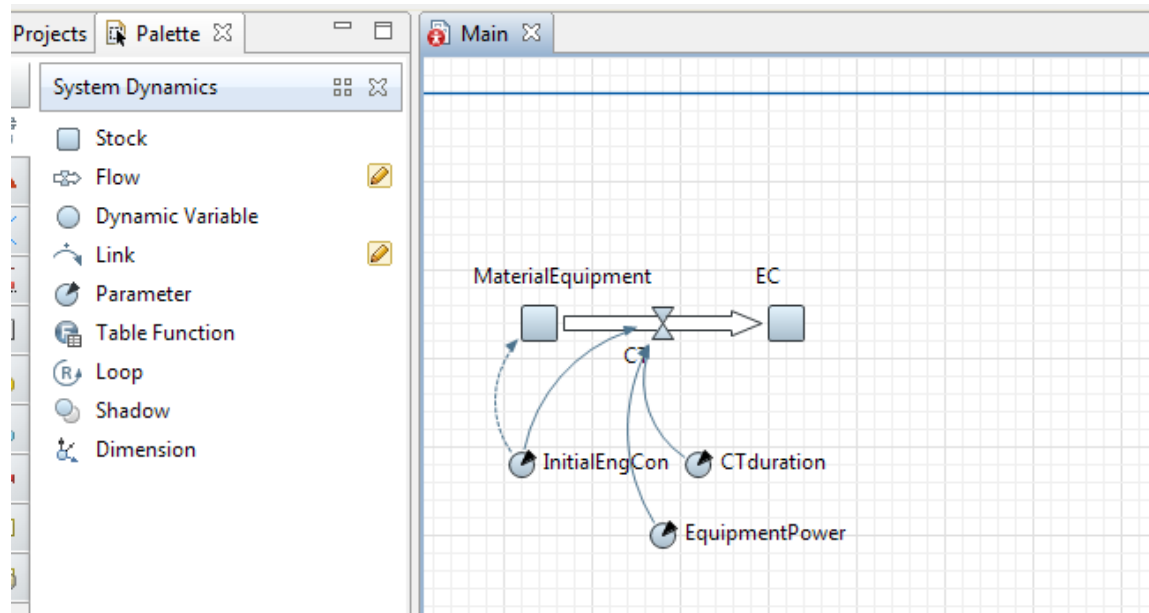 Projects
Palette
Main
System Dynamics
Stock
Flow
Dynamic Variable
Link
Parameter
Table Function
R Loop
Shadow
Dimension
MaterialEquipment
EC
CT
InitialEngCon
CTduration
EquipmentPower